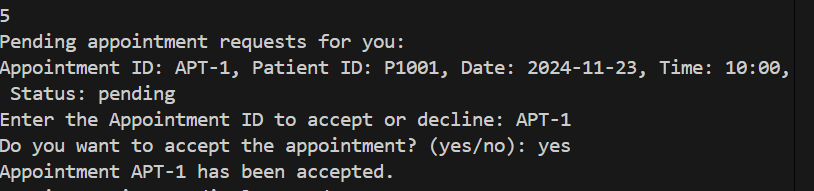 5
Pending appointment requests for you:
Appointment ID: APT-1, Patient ID: P1001, Date: 2024-11-23, Time: 10:00,
Status: pending
Enter the Appointment ID to accept or decline: APT-1
Do you want to accept the appointment? (yes/no): yes
Appointment APT-1 has been accepted.